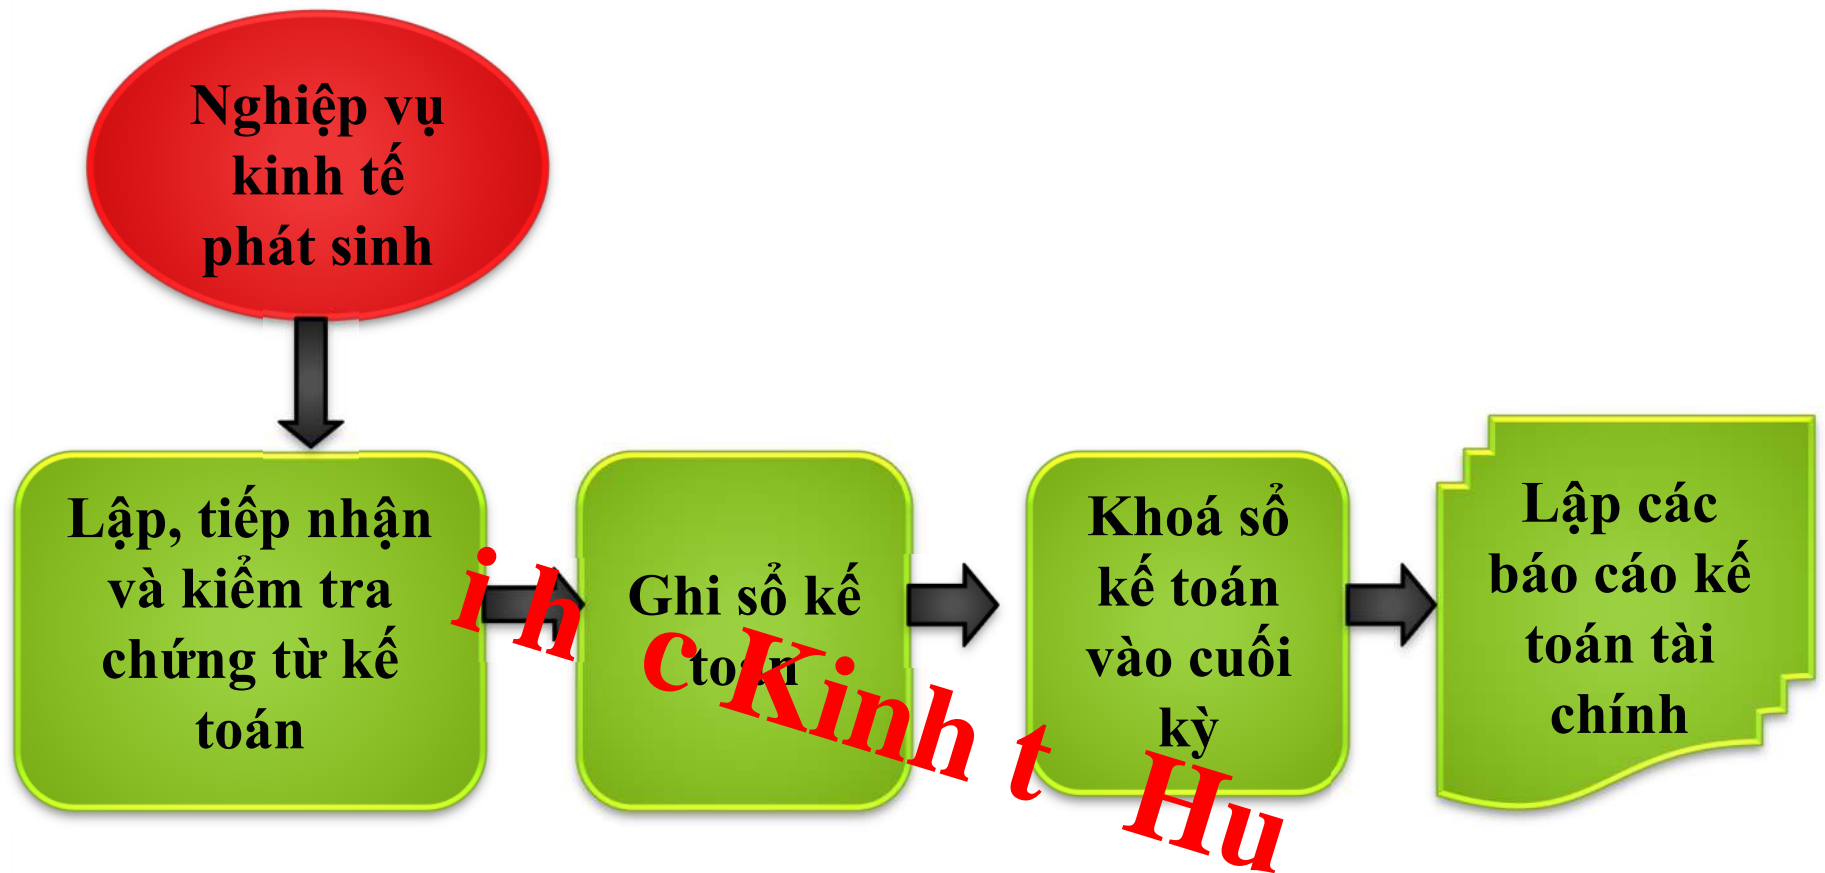 Nghiệp vụ
kinh tế
phát sinh
Lập, tiếp nhận
và kiểm tra
chứng từ kế
toán
Ghi sổ kế
toán
Khoá sổ
kế toán
vào cuối
kỳ
Lập các
báo cáo kế
toán tài
chính
i h c Kinh t Hu